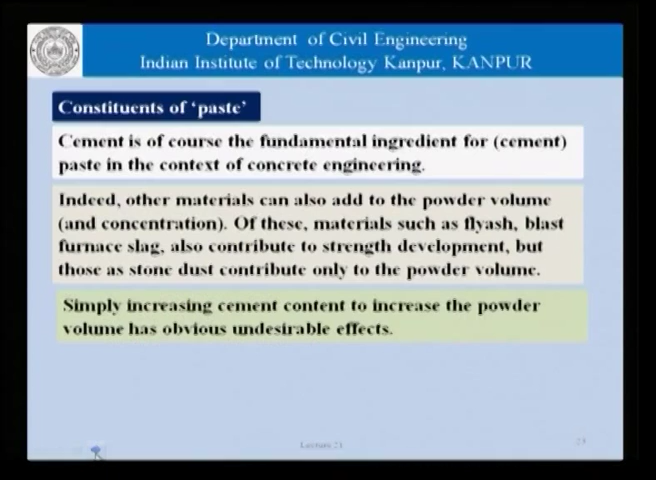 Department of Civil Engineering
Indian Institute of Technology Kanpur, KANPUR
Constituents of ‘paste’
Cement is of course the fundamental ingredient for (cement)
paste in the context of concrete engineering.
Indeed, other materials can also add to the powder volume
(and concentration). Of these, materials such as flyash, blast
furnace slag, also contribute to strength development, but
those as stone dust contribute only to the powder volume.
Simply increasing cement content to increase the powder
volume has obvious undesirable effects.
Lecture 21